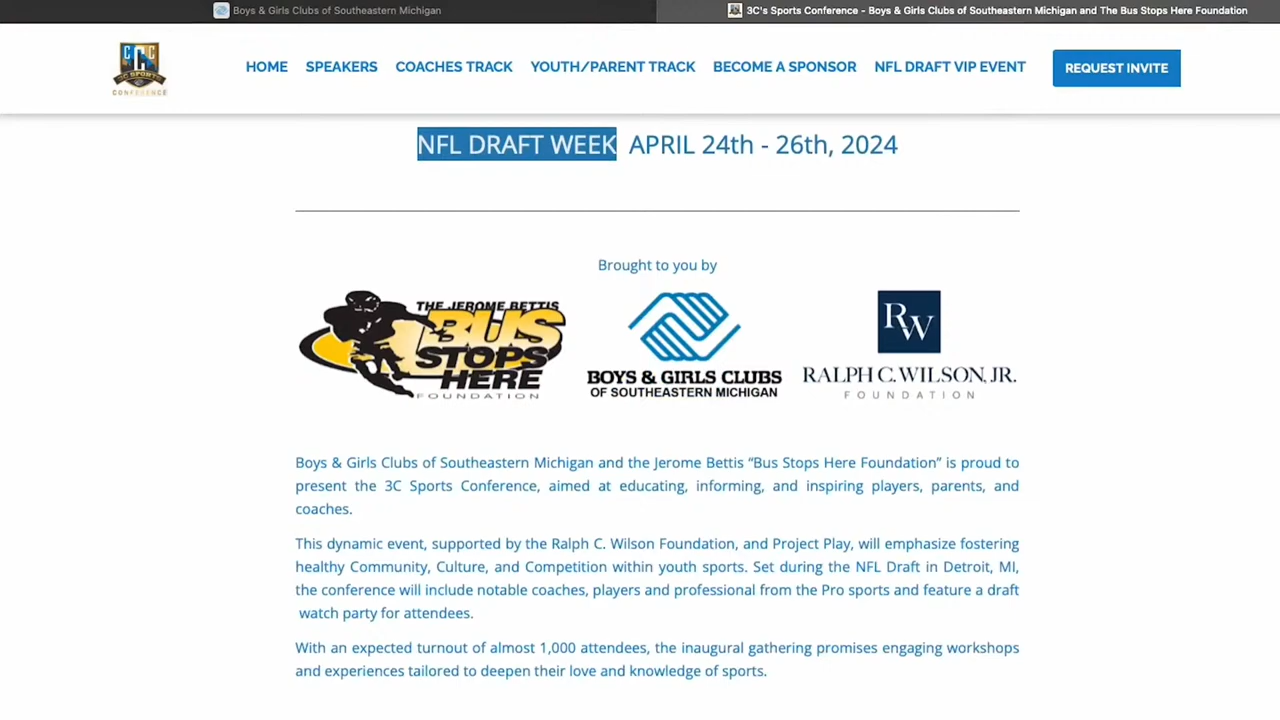 Boys & Girls Clubs of Southeastern Michigan
3C's Sports Conference - Boys & Girls Clubs of Southeastern Michigan and The Bus Stops Here Foundation
CCC
C SPORT
CONFERENCE
HOME
SPEAKERS
COACHES TRACK
YOUTH/PARENT TRACK
BECOME A SPONSOR
NFL DRAFT VIP EVENT
REQUEST INVITE
NFL DRAFT WEEK APRIL 24th - 26th, 2024
Brought to you by
THE JEROME BETTIS
BUS
STOPS
HERE
FOUNDATION
BOYS & GIRLS CLUBS
OF SOUTHEASTERN MICHIGAN
RW
RALPH C. WILSON, JR.
FOUNDATION
Boys & Girls Clubs of Southeastern Michigan and the Jerome Bettis “Bus Stops Here Foundation” is proud to
present the 3C Sports Conference, aimed at educating, informing, and inspiring players, parents, and
coaches.
This dynamic event, supported by the Ralph C. Wilson Foundation, and Project Play, will emphasize fostering
healthy Community, Culture, and Competition within youth sports. Set during the NFL Draft in Detroit, MI,
the conference will include notable coaches, players and professional from the Pro sports and feature a draft
watch party for attendees.
With an expected turnout of almost 1,000 attendees, the inaugural gathering promises engaging workshops
and experiences tailored to deepen their love and knowledge of sports.